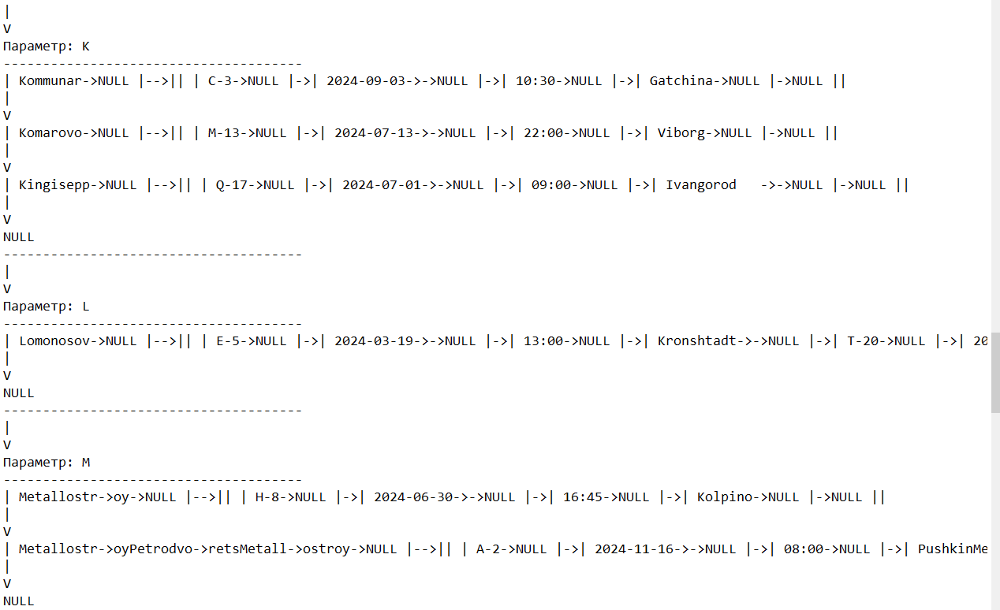 |
V
Параметр: K
--------------------------------------
| Kommunar->NULL |-->|| | C-3->NULL |->| 2024-09-03->->NULL |->| 10:30->NULL |->| Gatchina->NULL |->NULL ||
|
V
| Komarovo->NULL |-->|| | M-13->NULL |->| 2024-07-13->->NULL |->| 22:00->NULL |->| Viborg->NULL |->NULL ||
|
V
| Kingisepp->NULL |-->|| | Q-17->NULL |->| 2024-07-01->->NULL |->| 09:00->NULL |->| Ivangorod   ->->NULL |->NULL ||
|
V
NULL
--------------------------------------
|
V
Параметр: L
--------------------------------------
| Lomonosov->NULL |-->|| | E-5->NULL |->| 2024-03-19->->NULL |->| 13:00->NULL |->| Kronshtadt->->NULL |->| T-20->NULL |->| 20
|
V
NULL
--------------------------------------
|
V
Параметр: M
--------------------------------------
| Metallostr->oy->NULL |-->|| | H-8->NULL |->| 2024-06-30->->NULL |->| 16:45->NULL |->| Kolpino->NULL |->NULL ||
|
V
| Metallostr->oyPetrodvo->retsMetall->ostroy->NULL |-->|| | A-2->NULL |->| 2024-11-16->->NULL |->| 08:00->NULL |->| PushkinMe
|
V
NULL